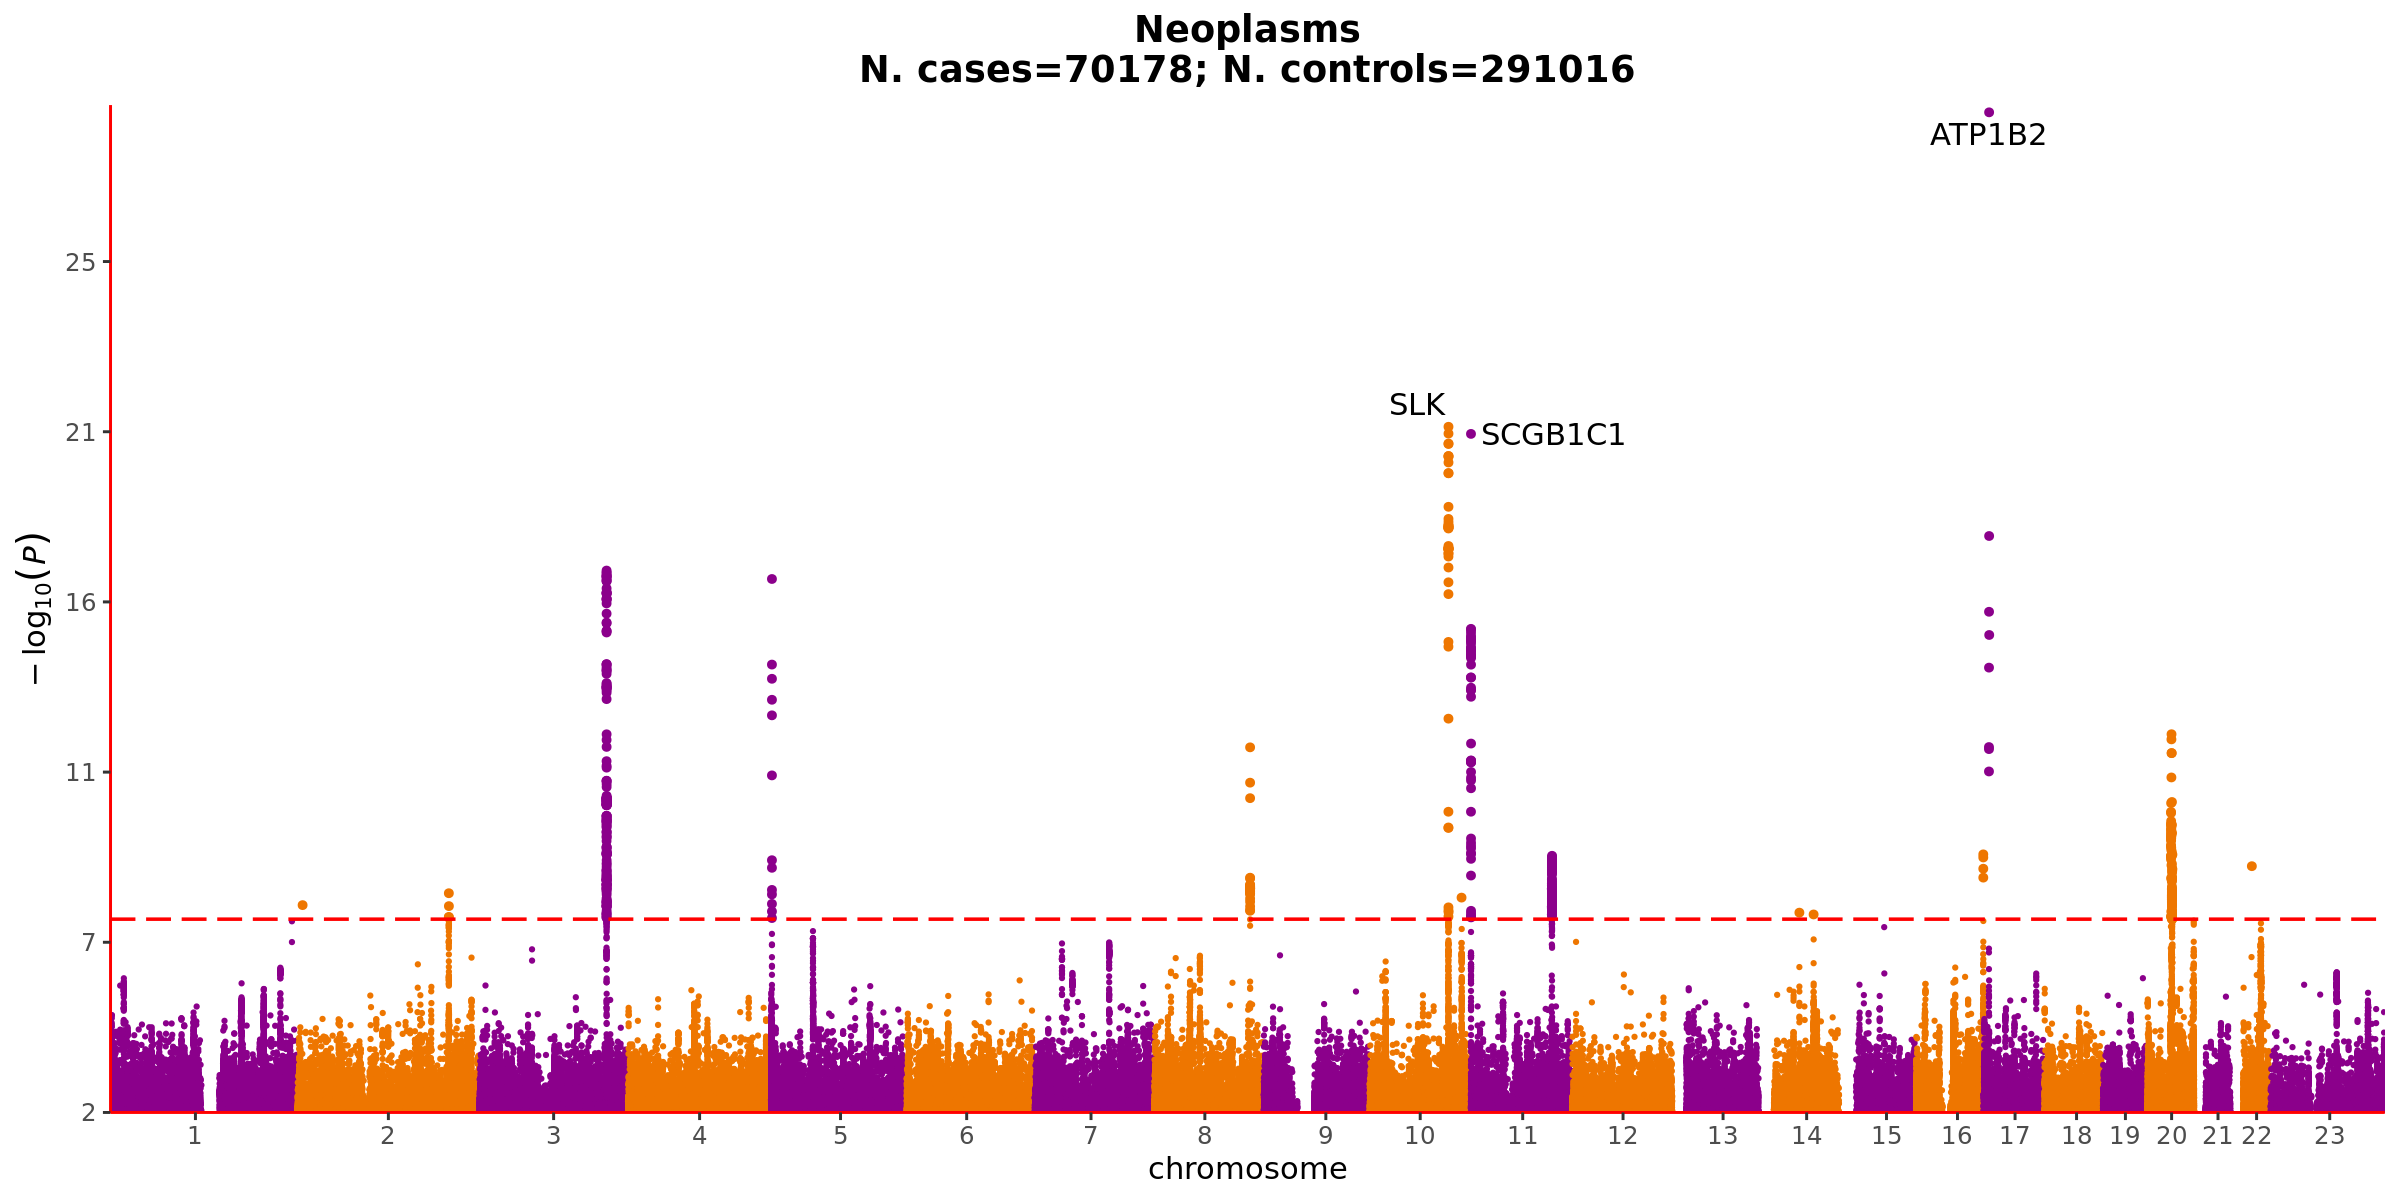 Neoplasms
N. cases=70178; N. controls=291016
ATP1B2
25
SLK
21
SCGB1C1
−log10(P)
16
11
7
2
1 2 3 4 5 6 7 8 9 10 11 12 13 14 15 16 17 18 19 20 21 22 23
chromosome